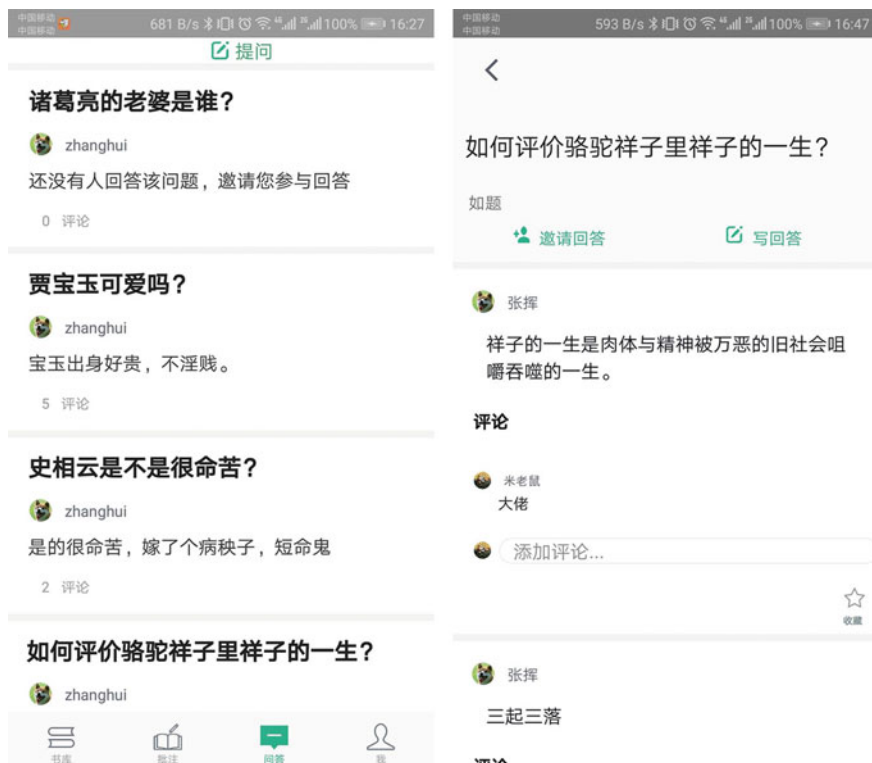 中国移动
中国移动
681 B/s
100%
16:27
提问
诸葛亮的老婆是谁?
zhanghui
还没有人回答该问题，邀请您参与回答
0 评论
贾宝玉可爱吗?
zhanghui
宝玉出身好贵，不淫贱。
5 评论
史相云是不是很命苦?
zhanghui
是的很命苦，嫁了个病秧子，短命鬼
2 评论
如何评价骆驼祥子里祥子的一生?
zhanghui
书库
批注
问答
我
中国移动
中国移动
593 B/s
100%
16:47
如何评价骆驼祥子里祥子的一生?
如题
邀请回答
写回答
张挥
祥子的一生是肉体与精神被万恶的旧社会咀
嚼吞噬的一生。
评论
米老鼠
大佬
添加评论...
收藏
张挥
三起三落
评论